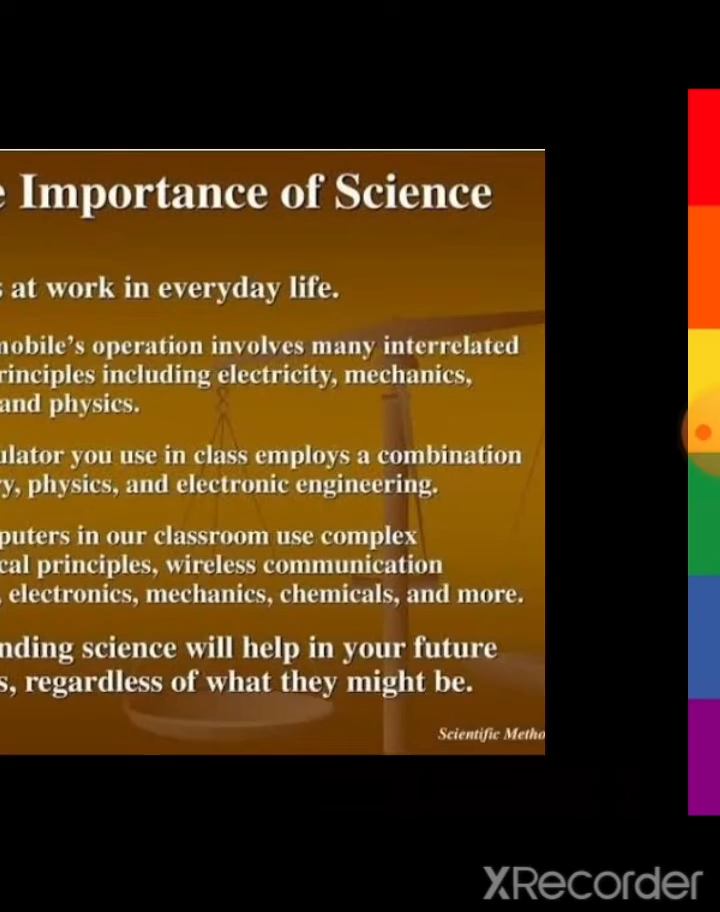 e Importance of Science
s at work in everyday life.
mobile's operation involves many interrelated
rinciples including electricity, mechanics,
and physics.
ulator you use in class employs a combination
y, physics, and electronic engineering.
puters in our classroom use complex
cal principles, wireless communication
, electronics, mechanics, chemicals, and more.
nding science will help in your future
s, regardless of what they might be.
Scientific Metho
XRecorder